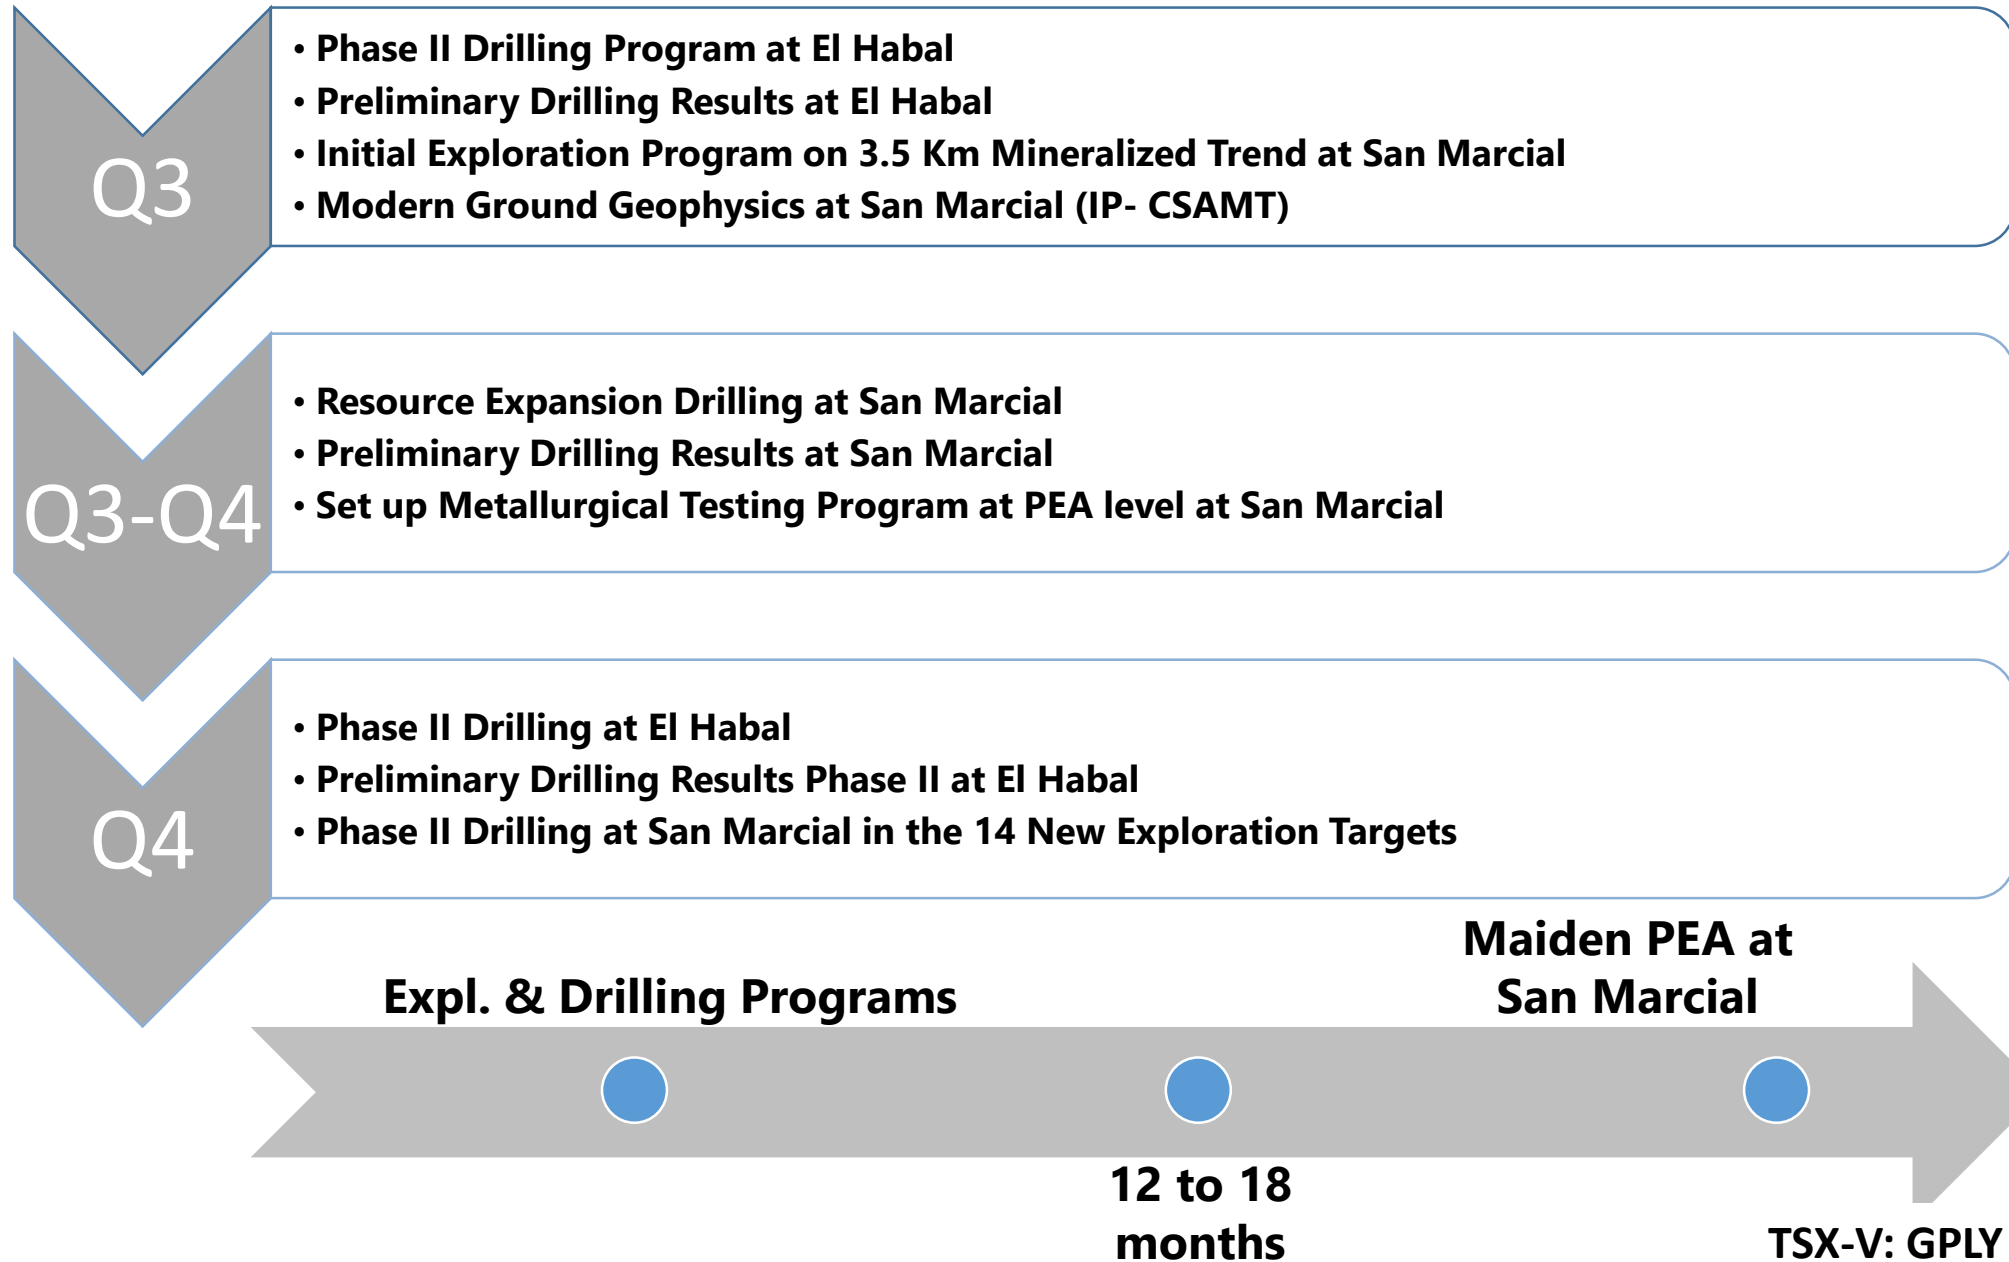 Q3
• Phase II Drilling Program at El Habal
• Preliminary Drilling Results at El Habal
• Initial Exploration Program on 3.5 Km Mineralized Trend at San Marcial
• Modern Ground Geophysics at San Marcial (IP- CSAMT)
Q3-Q4
• Resource Expansion Drilling at San Marcial
• Preliminary Drilling Results at San Marcial
• Set up Metallurgical Testing Program at PEA level at San Marcial
Q4
• Phase II Drilling at El Habal
• Preliminary Drilling Results Phase II at El Habal
• Phase II Drilling at San Marcial in the 14 New Exploration Targets
Expl. & Drilling Programs
Maiden PEA at
San Marcial
12 to 18
months
TSX-V: GPLY